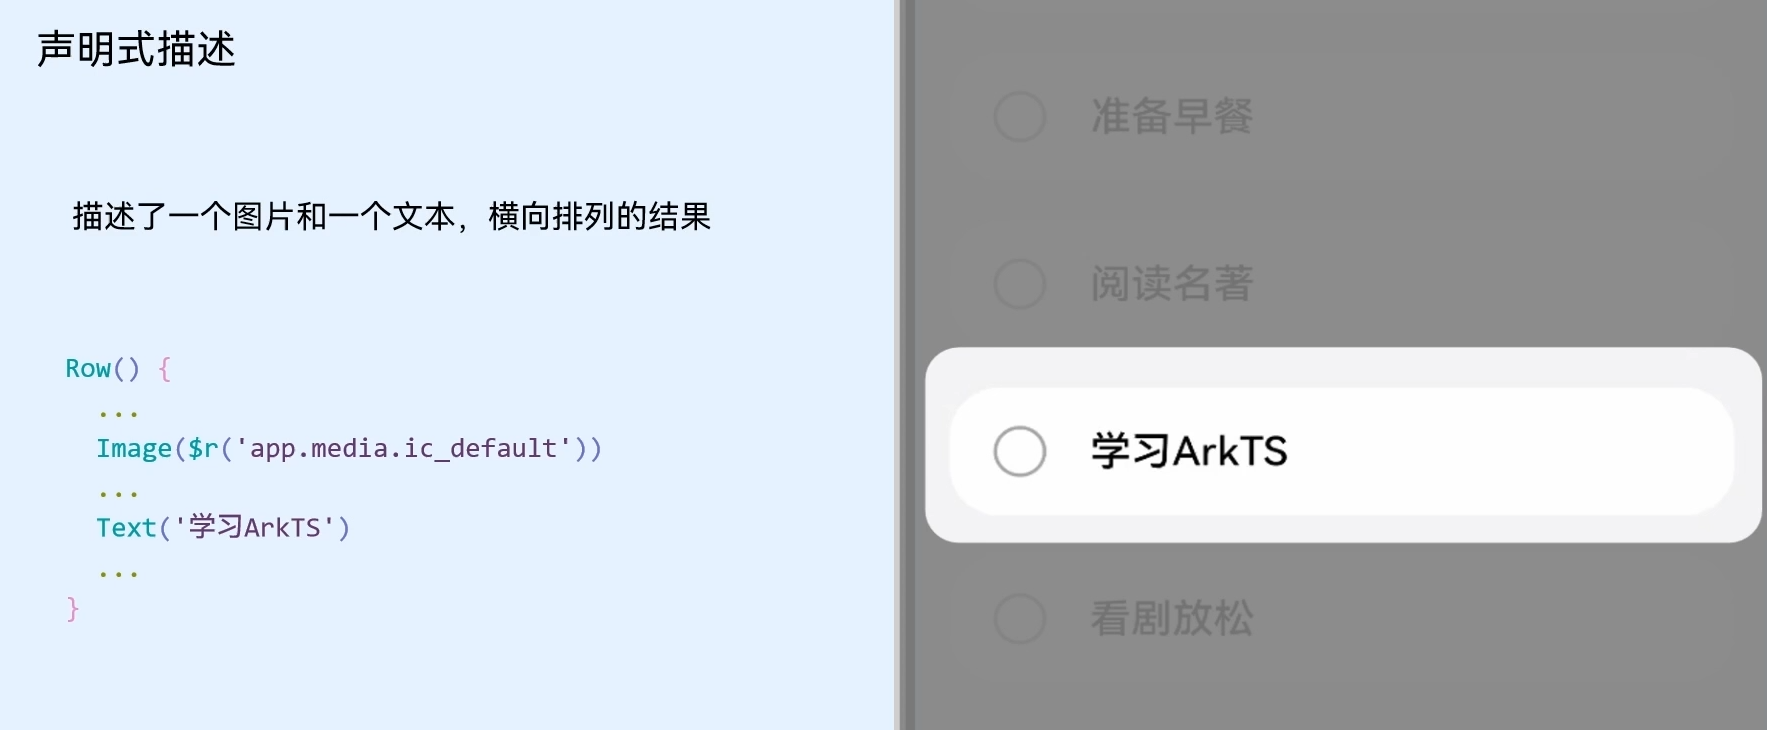 声明式描述
描述了一个图片和一个文本，横向排列的结果
Row() {
...
Image($r('app.media.ic_default'))
...
Text('学习ArkTS')
...
}
准备早餐
阅读名著
学习ArkTS
看剧放松